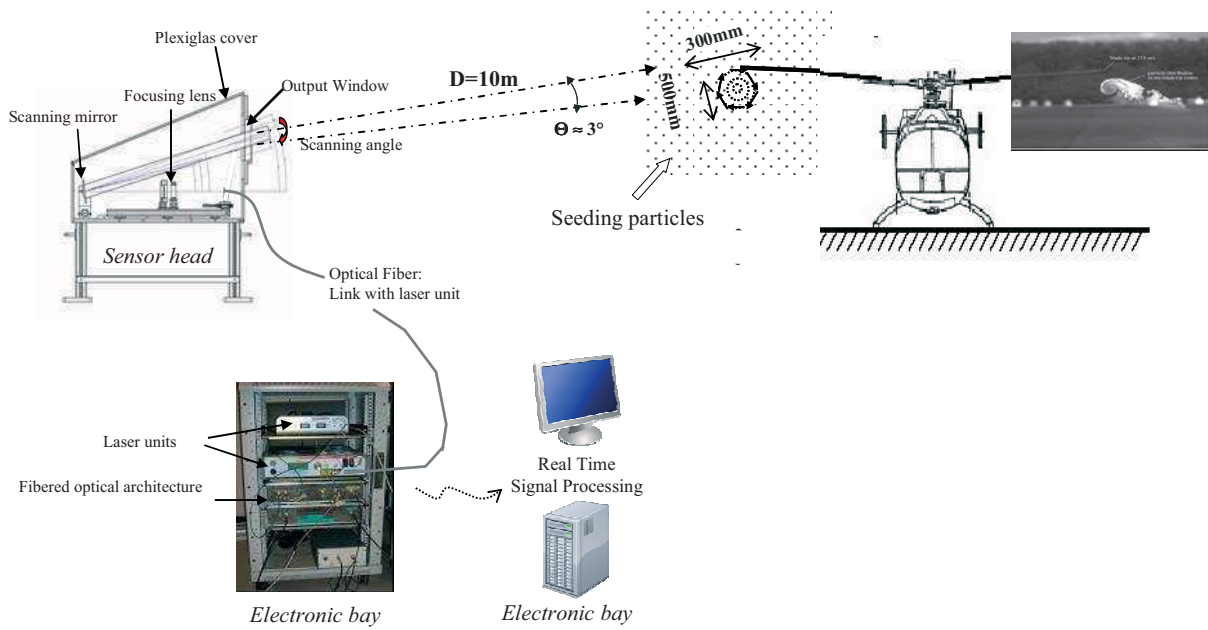 Plexiglas cover
Output Window
Focusing lens
Scanning mirror
D=10m
Θ ≈ 3°
Scanning angle
300mm
500mm
Seeding particles
Sensor head
Optical Fiber:
Link with laser unit
Laser units
Fibered optical architecture
Real Time
Signal Processing
Electronic bay
Electronic bay